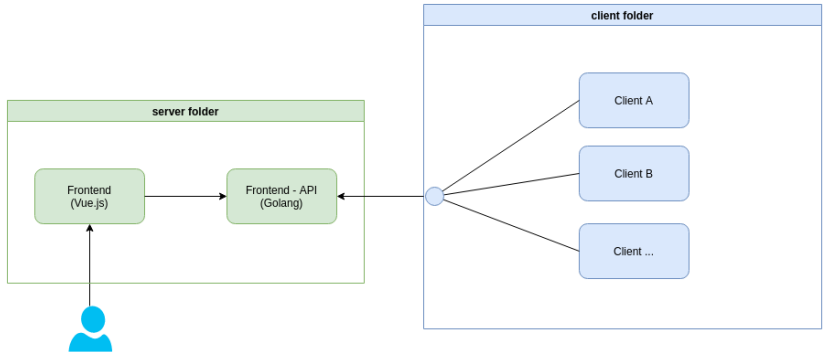 client folder
Client A
server folder
Client B
Frontend
(Vue.js)
Frontend - API
(Golang)
Client ...